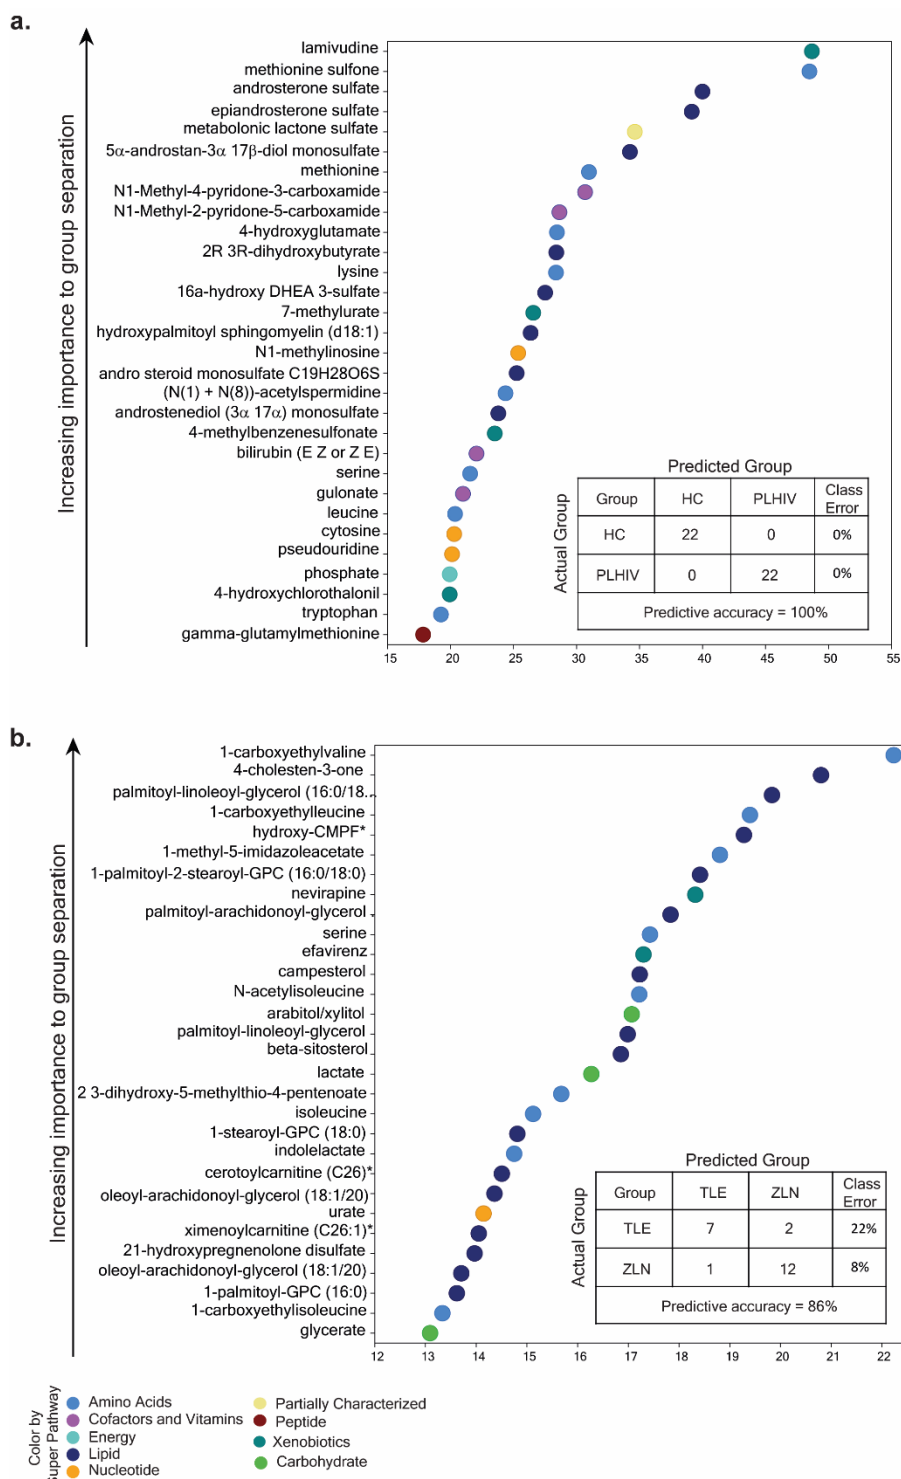 a.
Increasing importance to group separation
lamivudine
methionine sulfone
androsterone sulfate
epiandrosterone sulfate
metabolonic lactone sulfate
5α-androstan-3α 17β-diol monosulfate
methionine
N1-Methyl-4-pyridone-3-carboxamide
N1-Methyl-2-pyridone-5-carboxamide
4-hydroxyglutamate
2R 3R-dihydroxybutyrate
lysine
16a-hydroxy DHEA 3-sulfate
7-methylurate
hydroxypalmitoyl sphingomyelin (d18:1)
N1-methylinosine
andro steroid monosulfate C19H28O6S
(N(1) + N(8))-acetylspermidine
androstenediol (3α 17α) monosulfate
4-methylbenzenesulfonate
bilirubin (E Z or Z E)
serine
gulonate
leucine
cytosine
pseudouridine
phosphate
4-hydroxychlorothalonil
tryptophan
gamma-glutamylmethionine
15 20 25 30 35 40 45 50 55
Predicted Group
Actual Group
Group HC PLHIV Class Error
HC 22 0 0%
PLHIV 0 22 0%
Predictive accuracy = 100%
b.
Increasing importance to group separation
1-carboxyethylvaline
4-cholesten-3-one
palmitoyl-linoleoyl-glycerol (16:0/18..
1-carboxyethylleucine
hydroxy-CMPF*
1-methyl-5-imidazoleacetate
1-palmitoyl-2-stearoyl-GPC (16:0/18:0)
nevirapine
palmitoyl-arachidonoyl-glycerol .
serine
efavirenz
campesterol
N-acetylisoleucine
arabitol/xylitol
palmitoyl-linoleoyl-glycerol
beta-sitosterol
lactate
2 3-dihydroxy-5-methylthio-4-pentenoate
isoleucine
1-stearoyl-GPC (18:0)
indolelactate
cerotoylcarnitine (C26)*
oleoyl-arachidonoyl-glycerol (18:1/20)
urate
ximenoylcarnitine (C26:1)*
21-hydroxypregnenolone disulfate
oleoyl-arachidonoyl-glycerol (18:1/20)
1-palmitoyl-GPC (16:0)
1-carboxyethylisoleucine
glycerate
12 13 14 15 16 17 18 19 20 21 22
Predicted Group
Actual Group
Group TLE ZLN Class Error
TLE 7 2 22%
ZLN 1 12 8%
Predictive accuracy = 86%
Color by
Super Pathway
Amino Acids
Cofactors and Vitamins
Energy
Lipid
Nucleotide
Partially Characterized
Peptide
Xenobiotics
Carbohydrate